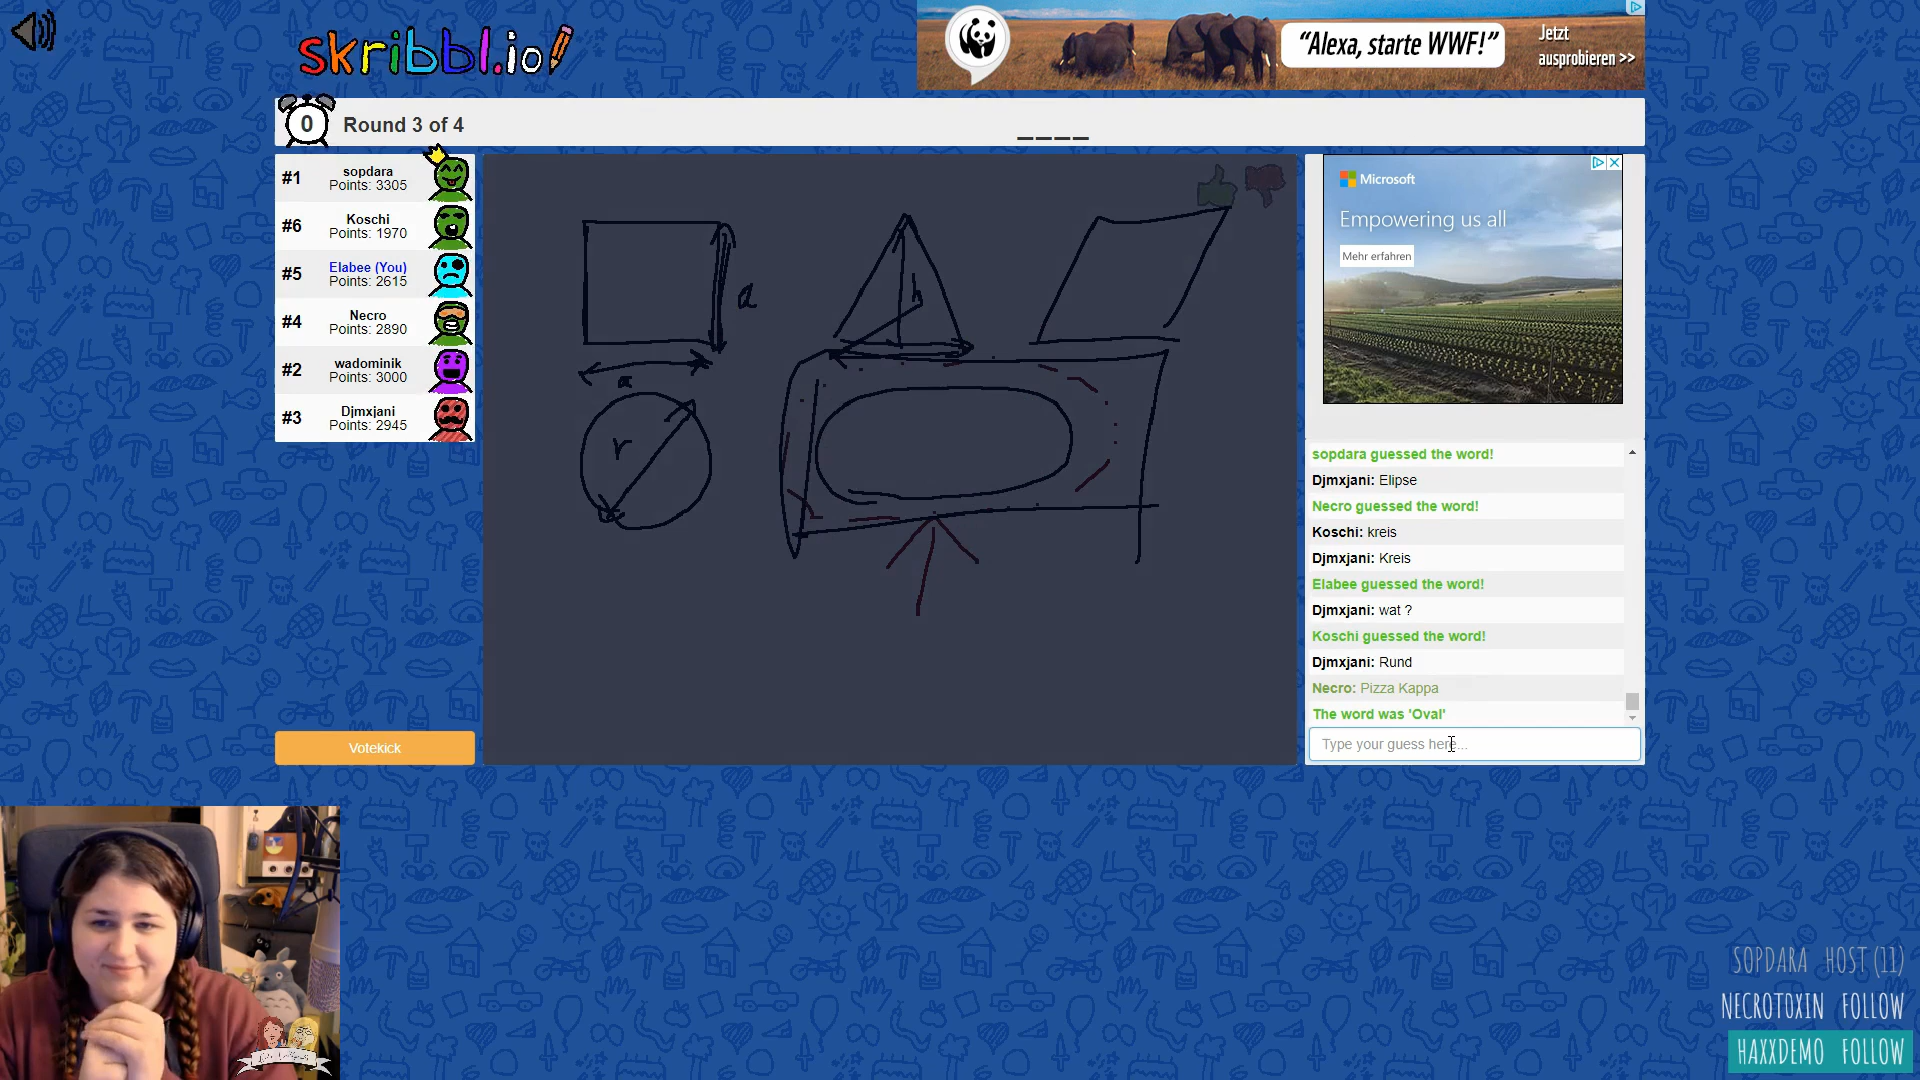 skribbl.io
"Alexa, starte WWF!"
Jetzt
ausprobieren >>
0
Round 3 of 4
____
#1
sopdara
Points: 3305
#6
Koschi
Points: 1970
#5
Elabee (You)
Points: 2615
#4
Necro
Points: 2890
#2
wadominik
Points: 3000
#3
Djmxjani
Points: 2945
Votekick
a
a
h
r
Microsoft
Empowering us all
Mehr erfahren
sopdara guessed the word!
Djmxjani: Elipse
Necro guessed the word!
Koschi: kreis
Djmxjani: Kreis
Elabee guessed the word!
Djmxjani: wat ?
Koschi guessed the word!
Djmxjani: Rund
Necro: Pizza Kappa
The word was 'Oval'
Type your guess here...
SOPDARA HOST (11)
NECROTOXIN FOLLOW
HAXXDEMO FOLLOW